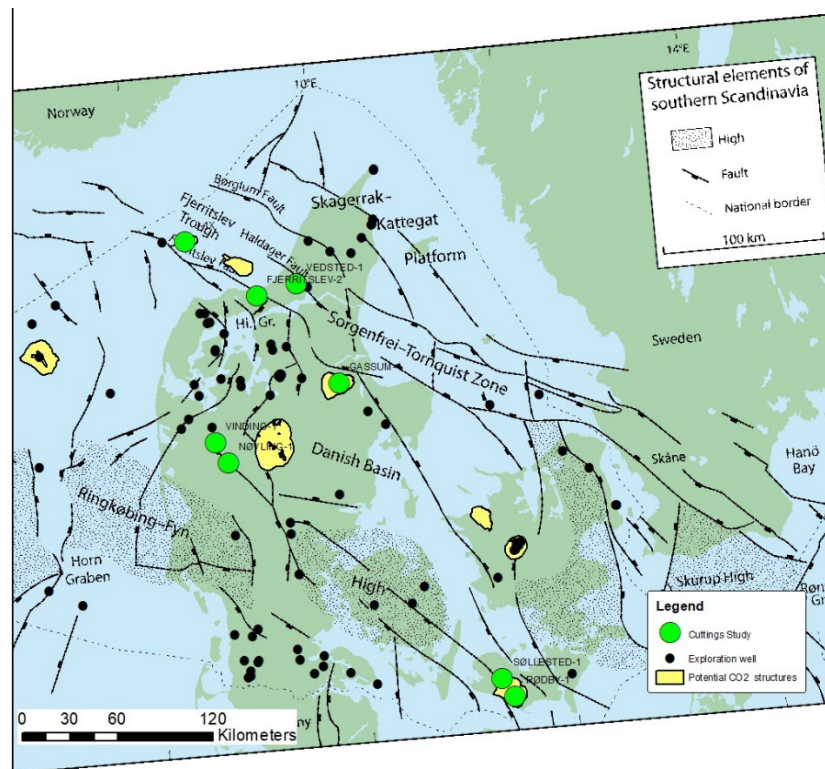 14°E
10°E
Norway
Structural elements of
southern Scandinavia
High
Fault
National border
100 km
Børglum Fault
Skagerrak–
Kattegat
Platform
Fjerritslev
Trough
Haldager Fault
VEDSTED-1
FJERRITSLEV-2
Hi. Gr.
Sorgenfrei–Tornquist Zone
Sweden
GASSUM
VINDING-1
NØVLING-1
Danish Basin
Skåne
Hanö
Bay
Ringkøbing–Fyn
High
Horn
Graben
Skurup High
SØLLESTED-1
RØDBY-1
Legend
Cuttings Study
Exploration well
Potential CO2 structures
0 15 30 60 90 120
Kilometers